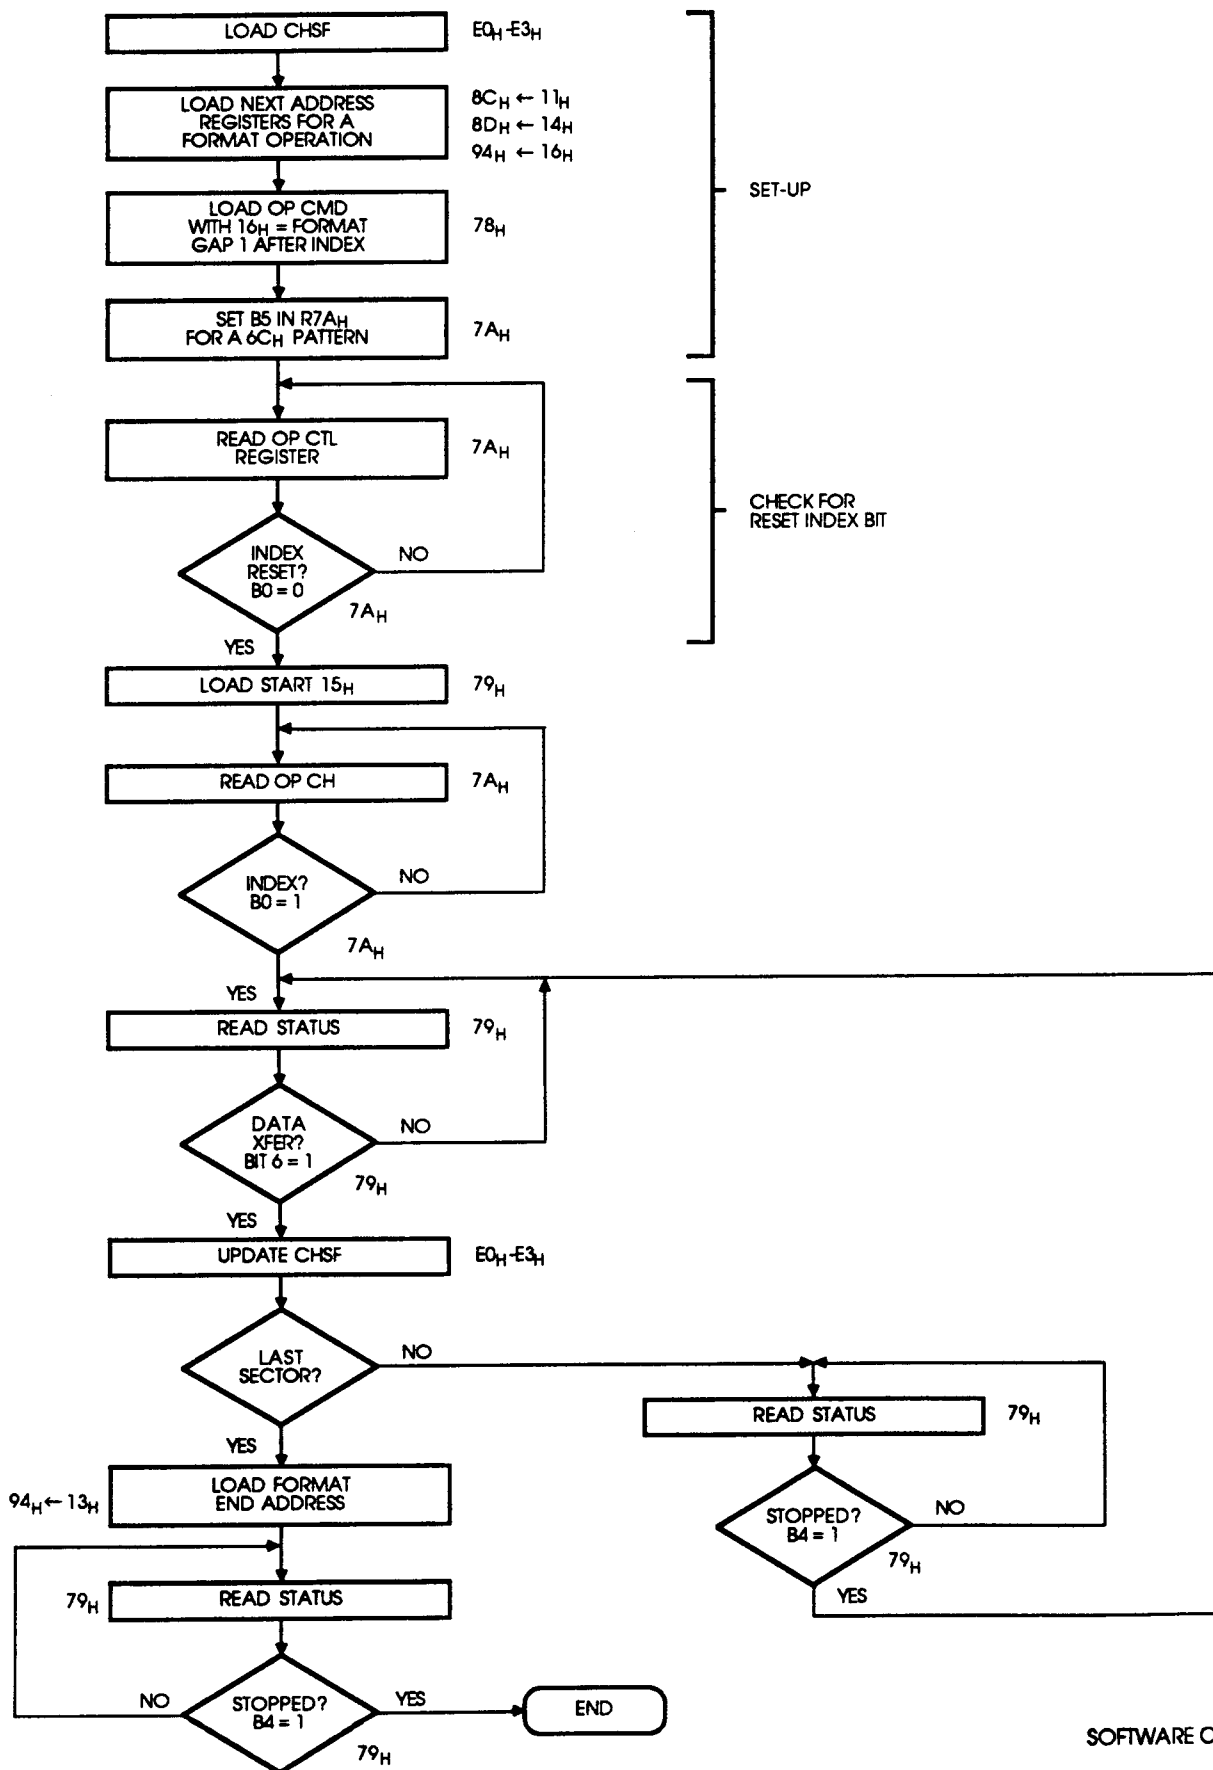 LOAD CHSF
E0H-E3H
LOAD NEXT ADDRESS
REGISTERS FOR A
FORMAT OPERATION
8CH ← 11H
8DH ← 14H
94H ← 16H
LOAD OP CMD
WITH 16H = FORMAT
GAP 1 AFTER INDEX
78H
SET-UP
SET B5 IN R7AH
FOR A 6CH PATTERN
7AH
READ OP CTL
REGISTER
7AH
CHECK FOR
RESET INDEX BIT
INDEX
RESET?
B0 = 0
NO
7AH
YES
LOAD START 15H
79H
READ OP CH
7AH
INDEX?
B0 = 1
NO
7AH
YES
READ STATUS
79H
DATA
XFER?
BIT 6 = 1
NO
79H
YES
UPDATE CHSF
E0H-E3H
LAST
SECTOR?
NO
READ STATUS
79H
YES
LOAD FORMAT
END ADDRESS
94H ← 13H
STOPPED?
B4 = 1
NO
79H
YES
79H
READ STATUS
NO
STOPPED?
B4 = 1
YES
END
79H
SOFTWARE C